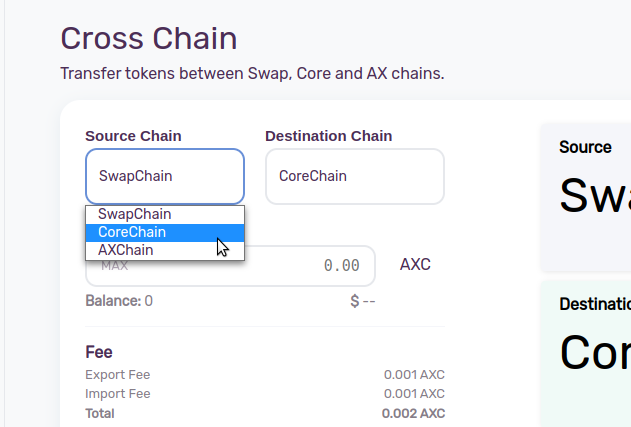 Cross Chain
Transfer tokens between Swap, Core and AX chains.
Source Chain Destination Chain
SwapChain CoreChain
SwapChain
CoreChain
AXChain
MAX 0.00 AXC
Balance: 0 $ --
Fee
Export Fee 0.001 AXC
Import Fee 0.001 AXC
Total 0.002 AXC
Source
Swa
Destinatio
Cor